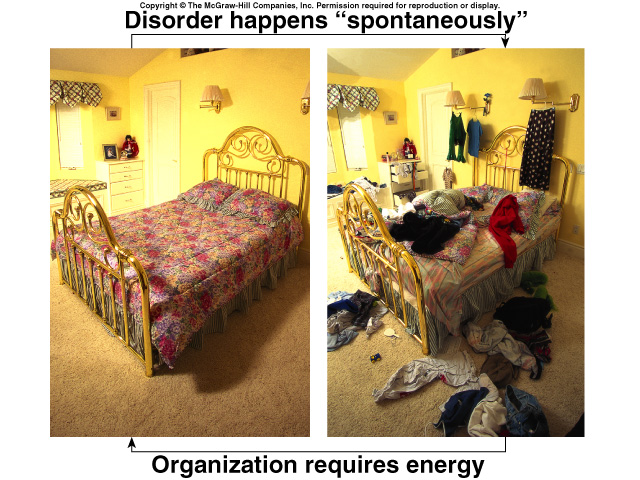 Copyright © The McGraw-Hill Companies, Inc. Permission required for reproduction or display.
Disorder happens “spontaneously”
Organization requires energy